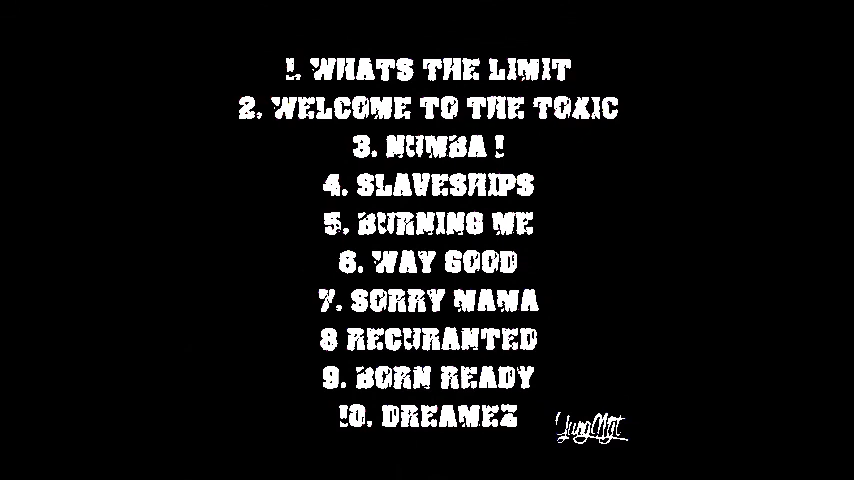 1. WHATS THE LIMIT
2. WELCOME TO THE TOXIC
3. NUMBA 1
4. SLAVESHIPS
5. BURNING ME
6. WAY GOOD
7. SORRY MAMA
8 RECURANTED
9. BORN READY
10. DREAMEZ